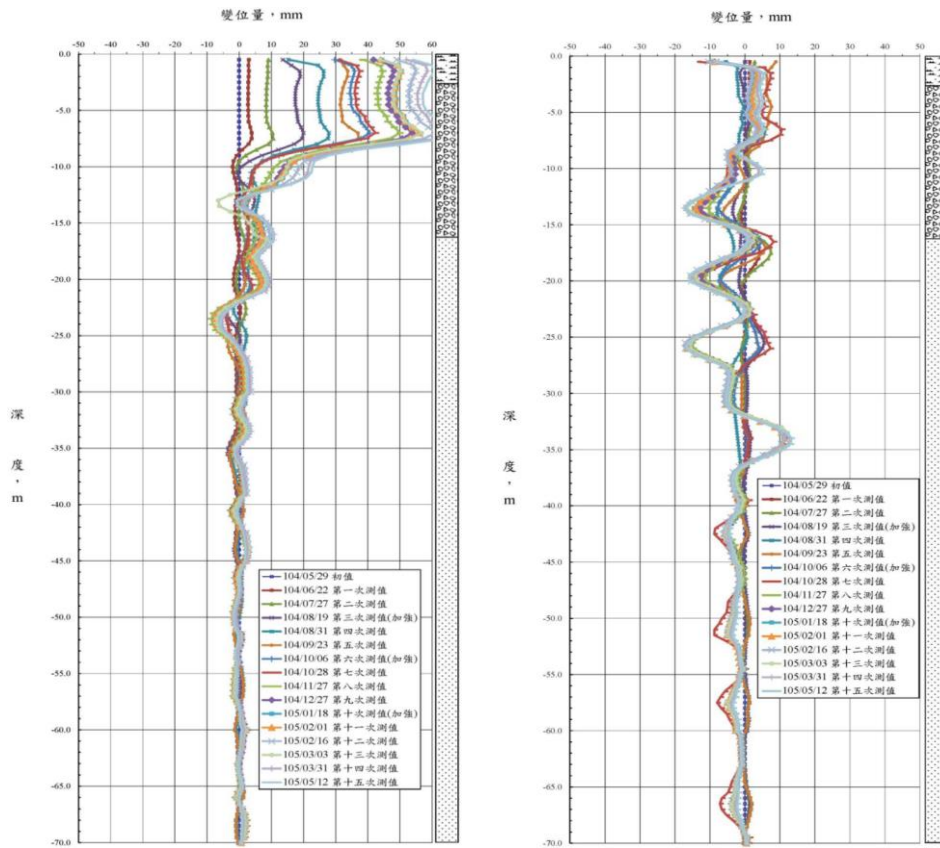 變位量，mm
-50 -40 -30 -20 -10 0 10 20 30 40 50 60
0.0
-5.0
-10.0
-15.0
-20.0
-25.0
-30.0
-35.0
-40.0
-45.0
-50.0
-55.0
-60.0
-65.0
-70.0
深
度，
m
104/05/29 初值
104/06/22 第一次測值
104/07/27 第二次測值
104/08/19 第三次測值(加強)
104/08/31 第四次測值
104/09/23 第五次測值
104/10/06 第六次測值(加強)
104/10/28 第七次測值
104/11/27 第八次測值
104/12/27 第九次測值
105/01/18 第十次測值(加強)
105/02/01 第十一次測值
105/02/16 第十二次測值
105/03/03 第十三次測值
105/03/31 第十四次測值
105/05/12 第十五次測值
變位量，mm
-50 -40 -30 -20 -10 0 10 20 30 40 50
0.0
-5.0
-10.0
-15.0
-20.0
-25.0
-30.0
-35.0
-40.0
-45.0
-50.0
-55.0
-60.0
-65.0
-70.0
深
度，
m
104/05/29 初值
104/06/22 第一次測值
104/07/27 第二次測值
104/08/19 第三次測值(加強)
104/08/31 第四次測值
104/09/23 第五次測值
104/10/06 第六次測值(加強)
104/10/28 第七次測值
104/11/27 第八次測值
104/12/27 第九次測值
105/01/18 第十次測值(加強)
105/02/01 第十一次測值
105/02/16 第十二次測值
105/03/03 第十三次測值
105/03/31 第十四次測值
105/05/12 第十五次測值